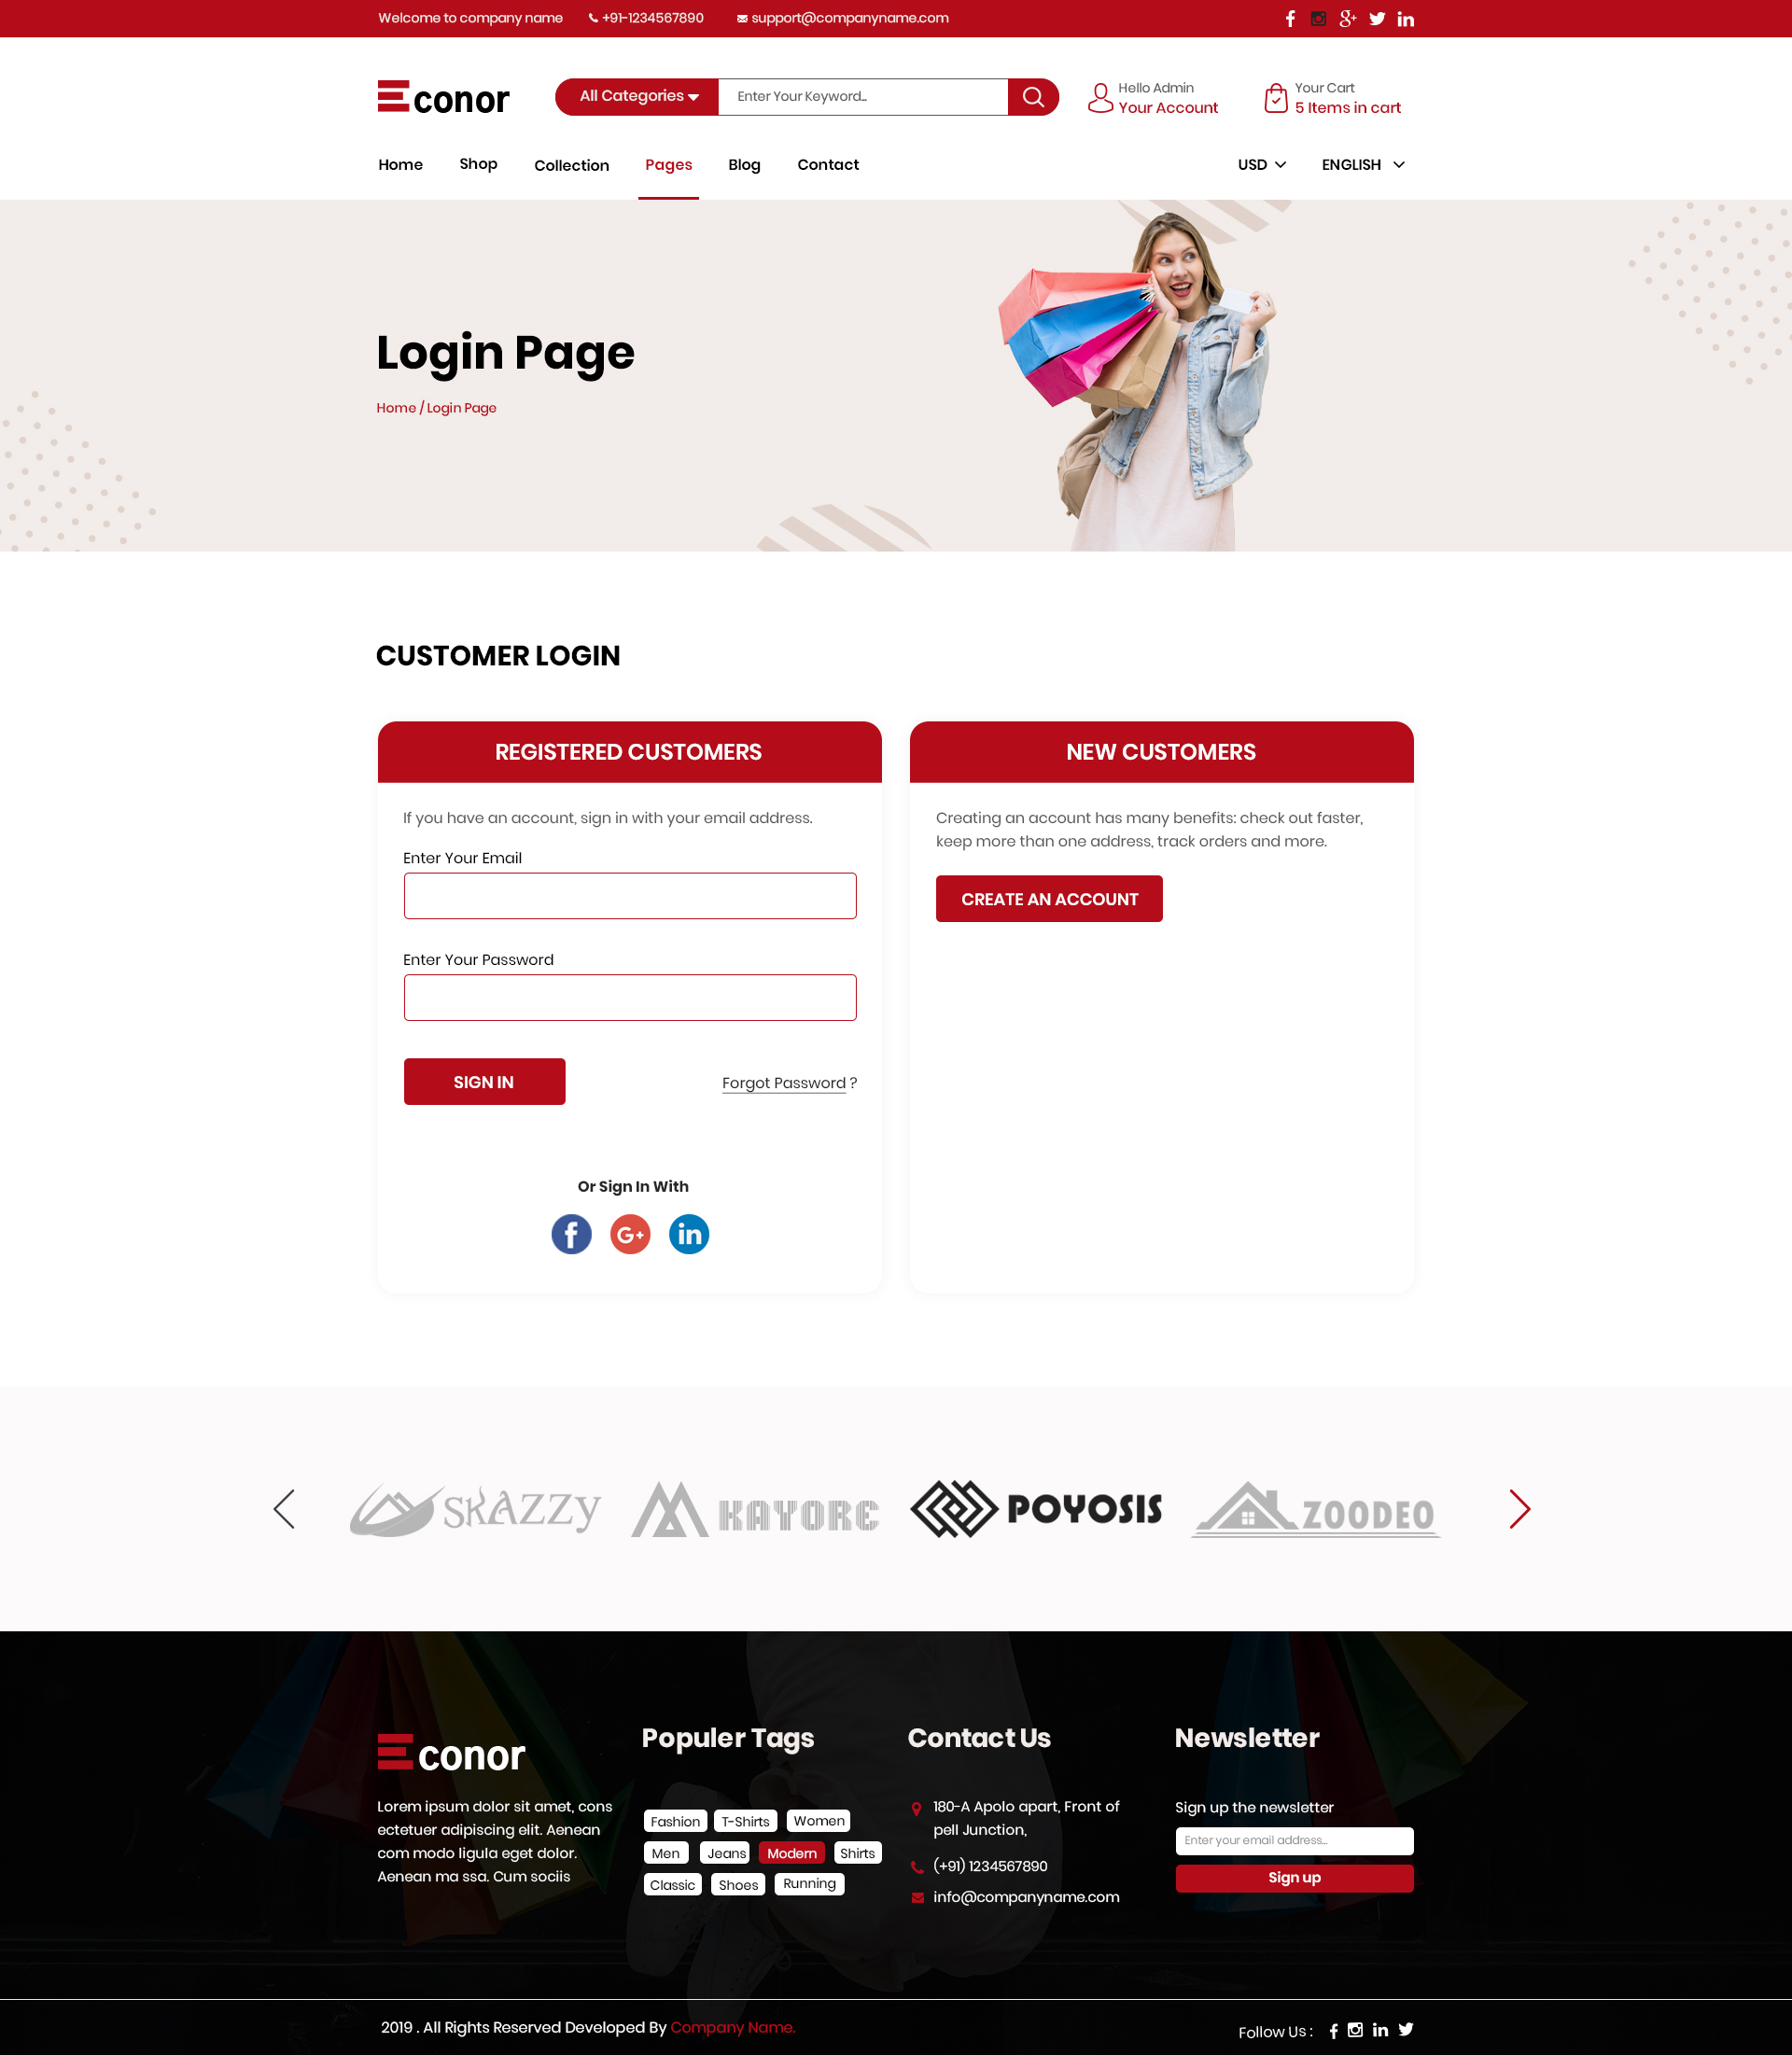 Welcome to company name +91-1234567890 support@companyname.com
Econor
All Categories
Enter Your Keyword...
Hello Admin
Your Account
Your Cart
5 Items in cart
Home Shop Collection Pages Blog Contact
USD ENGLISH
Login Page
Home / Login Page
CUSTOMER LOGIN
REGISTERED CUSTOMERS
If you have an account, sign in with your email address.
Enter Your Email
Enter Your Password
SIGN IN
Forgot Password ?
Or Sign In With
NEW CUSTOMERS
Creating an account has many benefits: check out faster,
keep more than one address, track orders and more.
CREATE AN ACCOUNT
SKAZZY
KAYORE
POYOSIS
ZOODEO
Econor
Lorem ipsum dolor sit amet, cons
ectetuer adipiscing elit. Aenean
com modo ligula eget dolor.
Aenean ma ssa. Cum sociis
Populer Tags
Fashion T-Shirts Women
Men Jeans Modern Shirts
Classic Shoes Running
Contact Us
180-A Apolo apart, Front of
pell Junction,
(+91) 1234567890
info@companyname.com
Newsletter
Sign up the newsletter
Enter your email address...
Sign up
2019 . All Rights Reserved Developed By Company Name.
Follow Us :